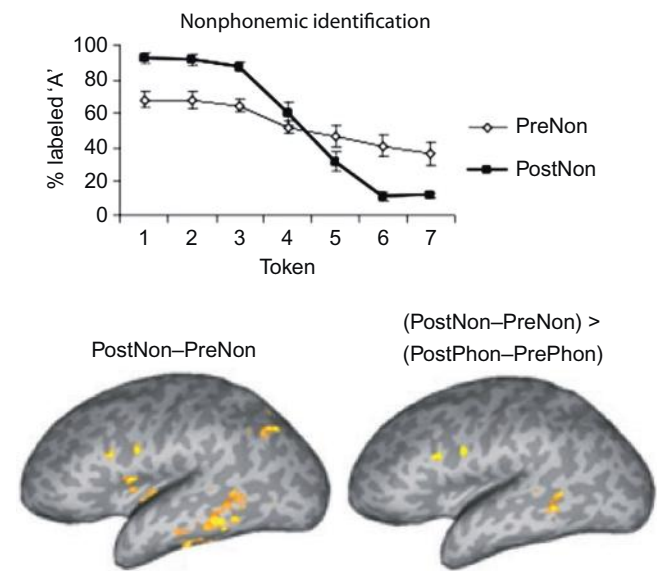 Nonphonemic identification
100
80
60
40
20
0
% labeled ‘A’
1 2 3 4 5 6 7
Token
PreNon
PostNon
PostNon–PreNon
(PostNon–PreNon) >
(PostPhon–PrePhon)